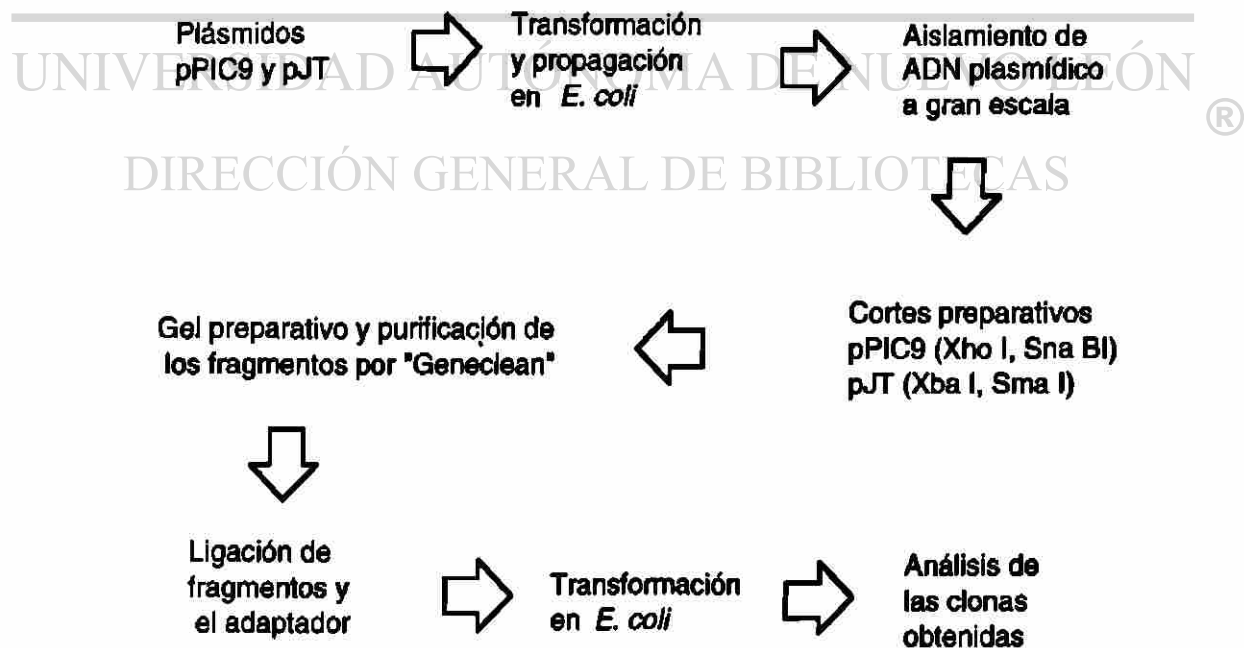 Plásmidos
pPIC9 y pJT
Transformación
y propagación
en E. coli
Aislamiento de
ADN plasmídico
a gran escala
UNIVERSIDAD AUTÓNOMA DE NUEVO LEÓN
®
DIRECCIÓN GENERAL DE BIBLIOTECAS
Cortes preparativos
pPIC9 (Xho I, Sna BI)
pJT (Xba I, Sma I)
Gel preparativo y purificación de
los fragmentos por "Geneclean"
Ligación de
fragmentos y
el adaptador
Transformación
en E. coli
Análisis de
las clonas
obtenidas